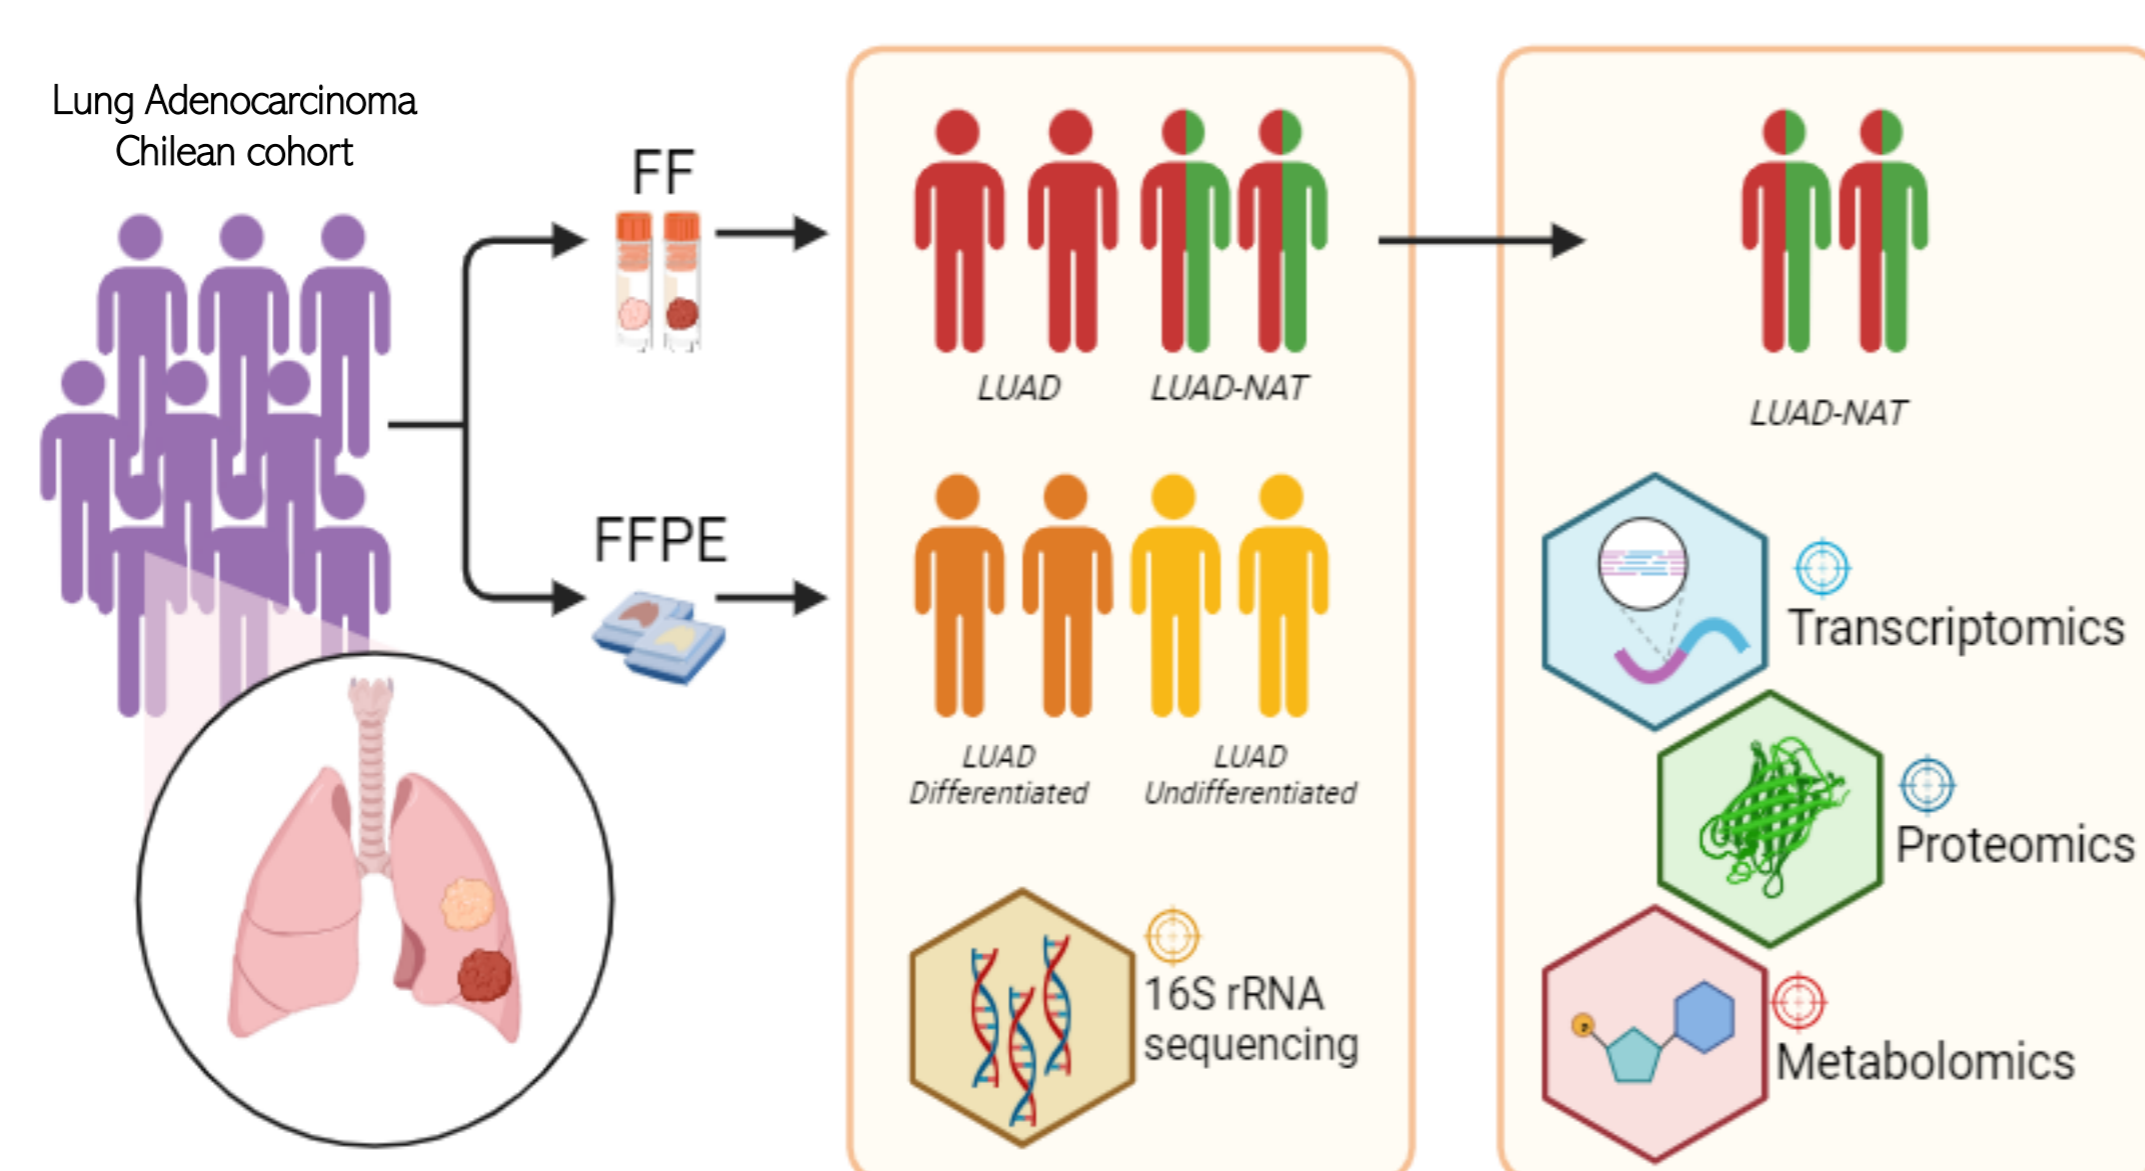 Lung Adenocarcinoma
Chilean cohort
FF
FFPE
LUAD
LUAD-NAT
LUAD
Differentiated
LUAD
Undifferentiated
16S rRNA
sequencing
LUAD-NAT
Transcriptomics
Proteomics
Metabolomics